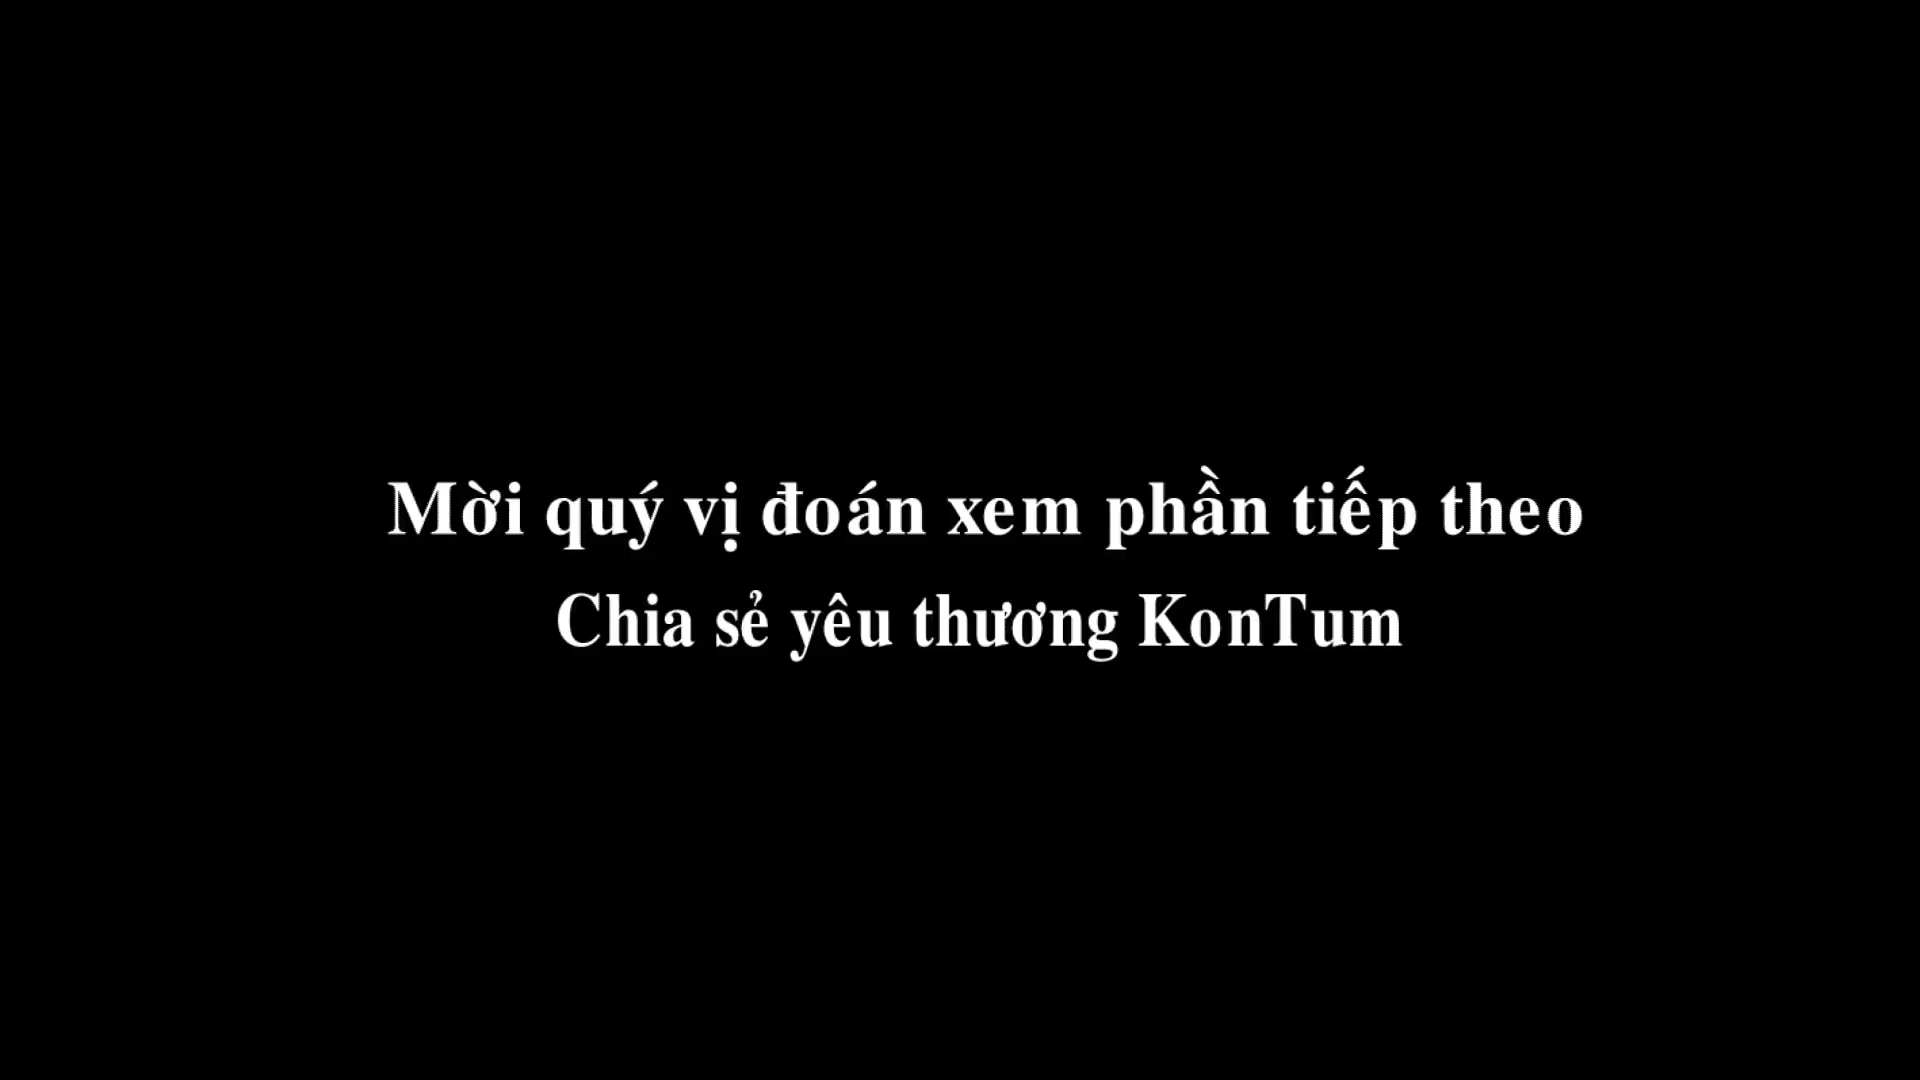 Mời quý vị đoán xem phần tiếp theo
Chia sẻ yêu thương KonTum